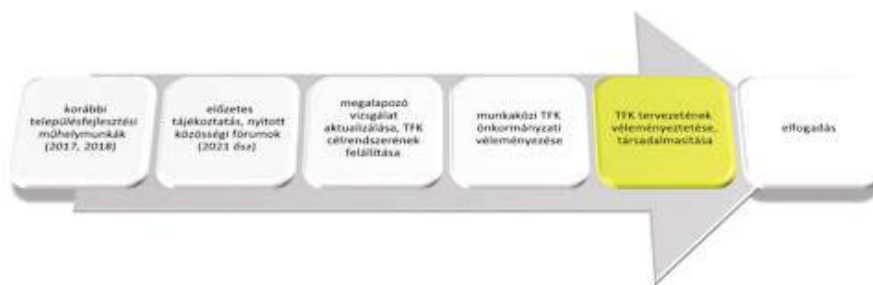 korábbi
településfejlesztési
műhelymunkák
(2017, 2018)
előzetes
tájékoztatás, nyitott
közösségi fórumok
(2021 ősz)
megalapozó
vizsgálat
aktualizálása, TFK
célrendszerének
felállítása
munkaközi TFK
önkormányzati
véleményezése
TFK tervezetének
véleményeztetése,
társadalmasítása
elfogadás